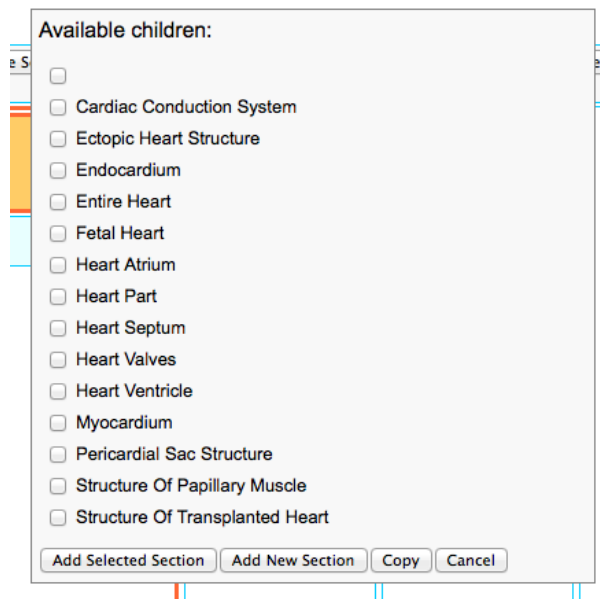 Available children:
Cardiac Conduction System
Ectopic Heart Structure
Endocardium
Entire Heart
Fetal Heart
Heart Atrium
Heart Part
Heart Septum
Heart Valves
Heart Ventricle
Myocardium
Pericardial Sac Structure
Structure Of Papillary Muscle
Structure Of Transplanted Heart
Add Selected Section Add New Section Copy Cancel